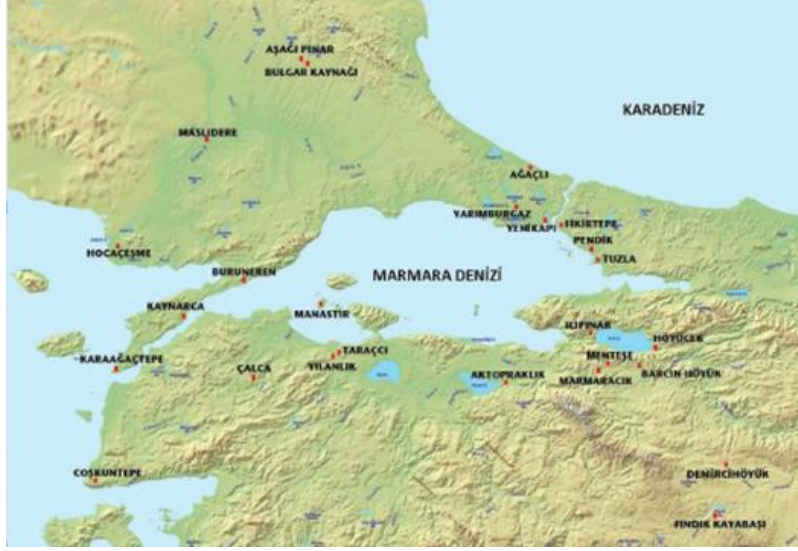 AŞAĞI PINAR
BULGAR KAYNAĞI
KARADENİZ
MASLIDERE
AĞAÇLI
YARIMBURGAZ
YENİKAPI
FİKİRTEPE
PENDİK
TUZLA
HOCAÇEŞME
BURUNEREN
MARMARA DENİZİ
KAYNARCA
MANASTIR
ILIPINAR
HÖYÜCEK
KARAAĞAÇTEPE
ÇALCA
TARAÇCI
YILANLIK
MENTEŞE
AKTOPRAKLIK
MARMARACIK
BARCIN-HÖYÜK
COŞKUNTEPE
DEMİRCİHÖYÜK
FINDIK KAYABAŞI